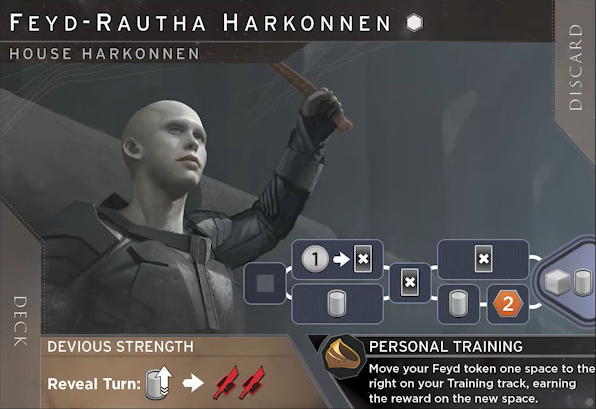 FEYD-RAUTHA HARKONNEN
HOUSE HARKONNEN
DISCARD
DECK
1
2
DEVIOUS STRENGTH
Reveal Turn:
PERSONAL TRAINING
Move your Feyd token one space to the
right on your Training track, earning
the reward on the new space.